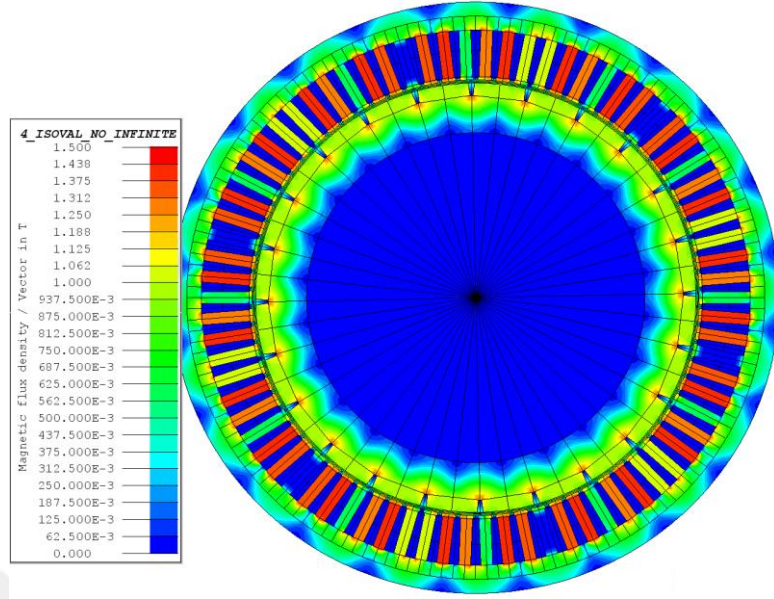 4_ISOVAL_NO_INFINITE
Magnetic flux density / Vector in T
1.500
1.438
1.375
1.312
1.250
1.188
1.125
1.062
1.000
937.500E-3
875.000E-3
812.500E-3
750.000E-3
687.500E-3
625.000E-3
562.500E-3
500.000E-3
437.500E-3
375.000E-3
312.500E-3
250.000E-3
187.500E-3
125.000E-3
62.500E-3
0.000